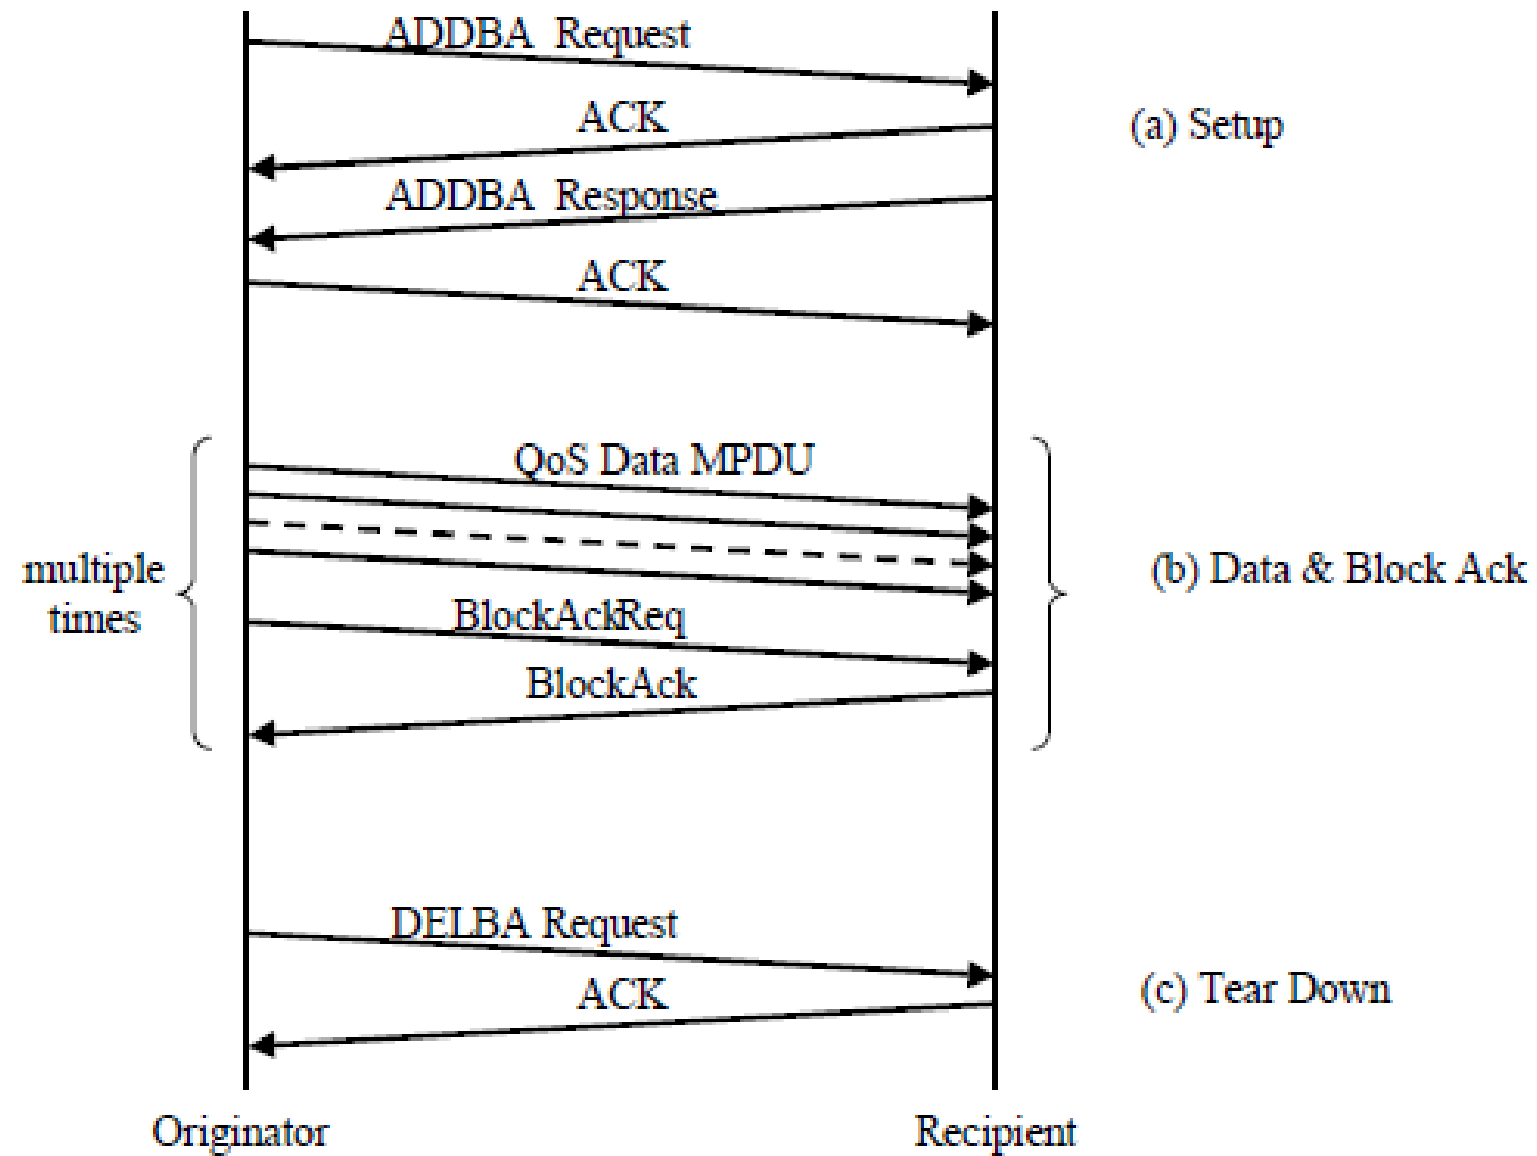 ADDBA Request
ACK
(a) Setup
ADDBA Response
ACK
QoS Data MPDU
multiple
times
(b) Data & Block Ack
BlockAckReq
BlockAck
DELBA Request
ACK
(c) Tear Down
Originator
Recipient